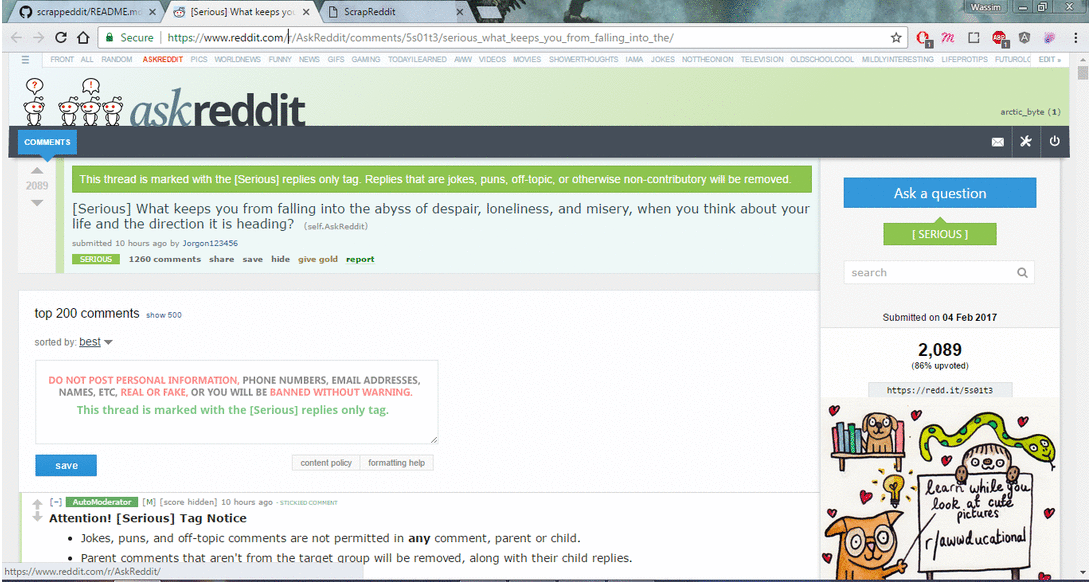 scrappeddit/README.m
[Serious] What keeps you
ScrapReddit
Wassim
Secure
https://www.reddit.com/r/AskReddit/comments/5s01t3/serious_what_keeps_you_from_falling_into_the/
FRONT ALL RANDOM ASKREDDIT PICS WORLDNEWS FUNNY NEWS GIFS GAMING TODAYILEARNED AWW VIDEOS MOVIES SHOWERTHOUGHTS IAMA JOKES NOTTHEONION TELEVISION OLDSCHOOLCOOL MILDLYINTERESTING LIFEPROTIPS FUTUROLO EDIT »
askreddit
arctic_byte (1)
COMMENTS
2089
This thread is marked with the [Serious] replies only tag. Replies that are jokes, puns, off-topic, or otherwise non-contributory will be removed.
[Serious] What keeps you from falling into the abyss of despair, loneliness, and misery, when you think about your
life and the direction it is heading? (self.AskReddit)
submitted 10 hours ago by Jorgon123456
SERIOUS 1260 comments share save hide give gold report
Ask a question
[ SERIOUS ]
search
Submitted on 04 Feb 2017
2,089
(86% upvoted)
https://redd.it/5s01t3
top 200 comments show 500
sorted by: best
DO NOT POST PERSONAL INFORMATION, PHONE NUMBERS, EMAIL ADDRESSES,
NAMES, ETC, REAL OR FAKE, OR YOU WILL BE BANNED WITHOUT WARNING.
This thread is marked with the [Serious] replies only tag.
save
content policy formatting help
[-] AutoModerator [M] [score hidden] 10 hours ago - STICKIED COMMENT
Attention! [Serious] Tag Notice
• Jokes, puns, and off-topic comments are not permitted in any comment, parent or child.
• Parent comments that aren't from the target group will be removed, along with their child replies.
learn while you
look at cute
pictures
r/awwducational
https://www.reddit.com/r/AskReddit/